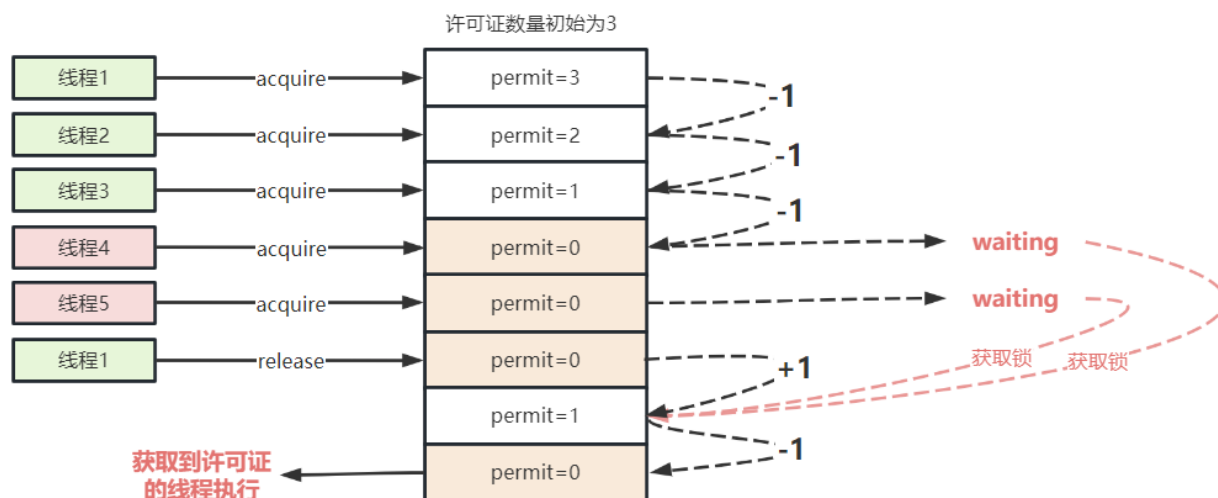 许可证数量初始为3
线程1
acquire
permit=3
-1
线程2
acquire
permit=2
-1
线程3
acquire
permit=1
-1
线程4
acquire
permit=0
waiting
线程5
acquire
permit=0
waiting
线程1
release
permit=0
+1
获取锁
获取锁
permit=1
-1
获取到许可证
的线程执行
permit=0